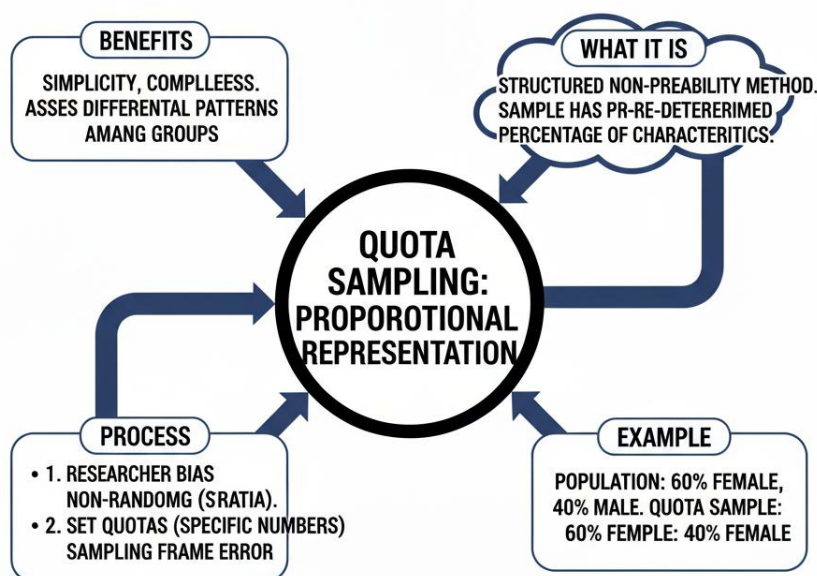 BENEFITS
SIMPLICITY, COMPLLEESS.
ASSES DIFFERENTAL PATTERNS
AMANG GROUPS
WHAT IT IS
STRUCTURED NON-PREABILITY METHOD.
SAMPLE HAS PR-RE-DETERERIMED
PERCENTAGE OF CHARACTERITICS.
QUOTA
SAMPLING:
PROPOROTIONAL
REPRESENTATION
PROCESS
• 1. RESEARCHER BIAS
NON-RANDOMG (SRATIA).
• 2. SET QUOTAS (SPECIFIC NUMBERS)
SAMPLING FRAME ERROR
EXAMPLE
POPULATION: 60% FEMALE,
40% MALE. QUOTA SAMPLE:
60% FEMPLE: 40% FEMALE